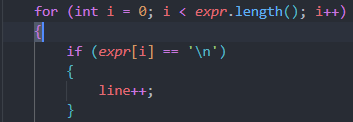 for (int i = 0; i < expr.length(); i++)
{
if (expr[i] == '\n')
{
line++;
}